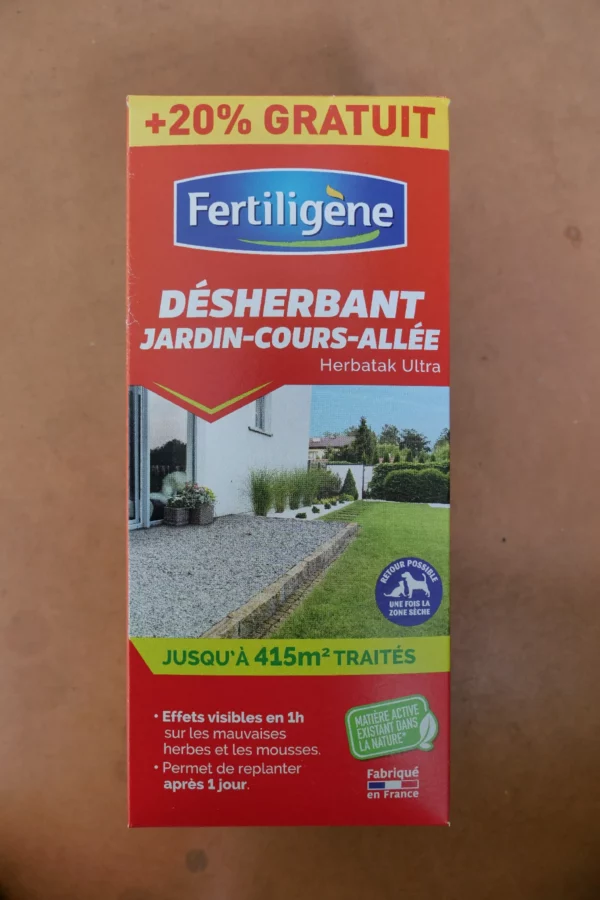 +20% GRATUIT
Fertiligène
DÉSHERBANT
JARDIN-COURS-ALLÉE
Herbatak Ultra
RETOUR POSSIBLE
UNE FOIS LA
ZONE SÈCHE
JUSQU'À 415m² TRAITÉS
• Effets visibles en 1h
sur les mauvaises
herbes et les mousses.
• Permet de replanter
après 1 jour.
MATIÈRE ACTIVE
EXISTANT DANS
LA NATURE*
Fabriqué
en France